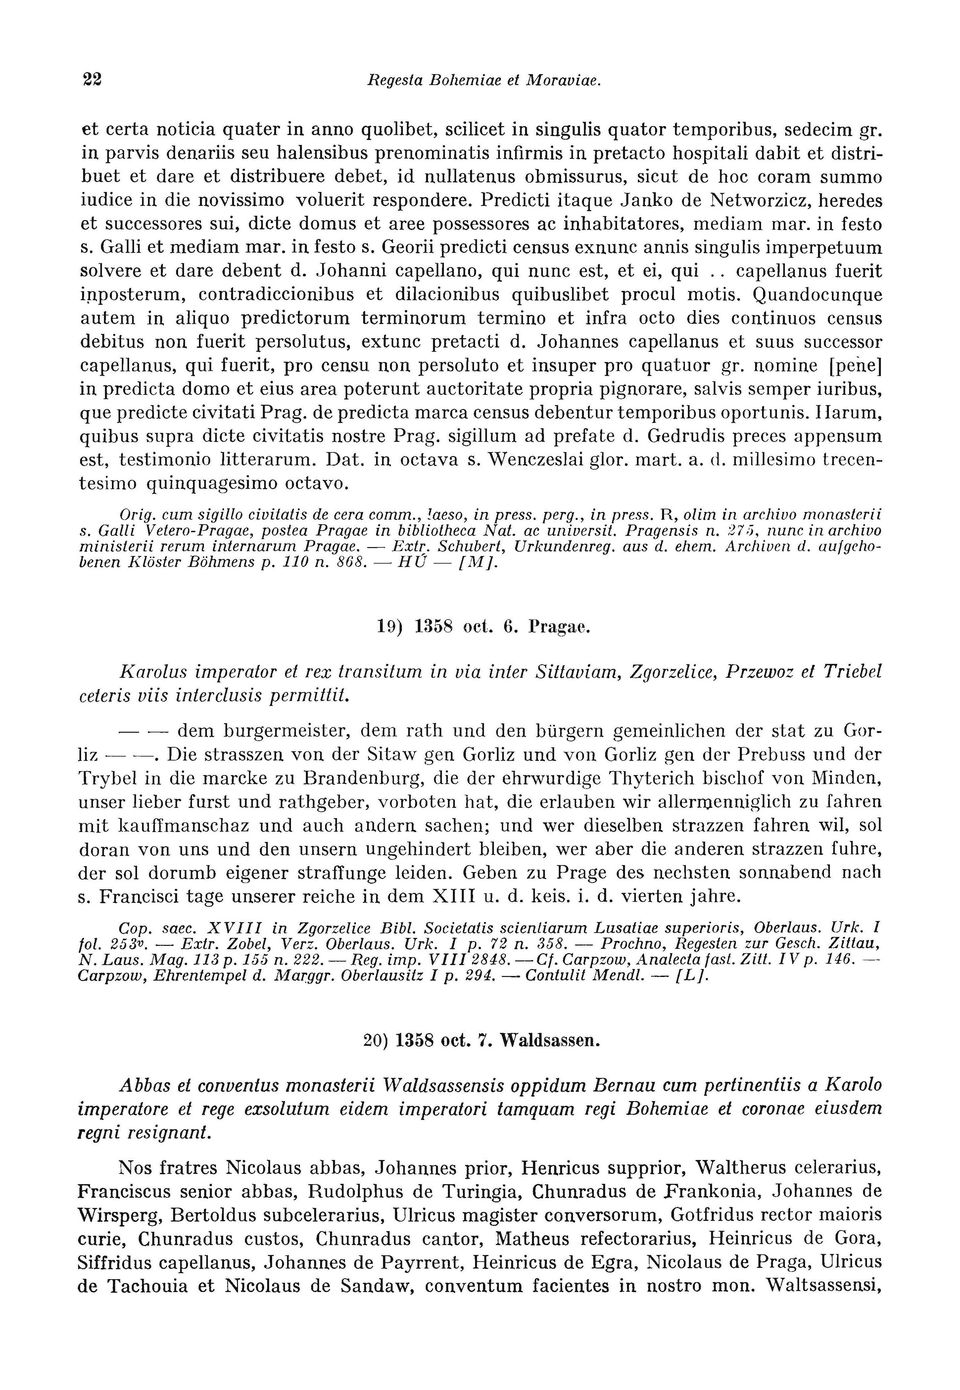 22 Regesta Bohemiae et Moraviae.
et certa noticia quater in anno quolibet, scilicet in singulis quator temporibus, sedecim gr.
in parvis denariis seu halensibus prenominatis infirmis in pretacto hospitali dabit et distri-
buet et dare et distribuere debet, id nullatenus obmissurus, sicut de hoc coram summo
iudice in die novissimo voluerit respondere. Predicti itaque Janko de Networzicz, heredes
et successores sui, dicte domus et aree possessores ac inhabitatores, mediam mar. in festo
s. Galli et mediam mar. in festo s. Georii predicti census exnunc annis singulis imperpetuum
solvere et dare debent d. Johanni capellano, qui nunc est, et ei, qui . . capellanus fuerit
inposterum, contradiccionibus et dilacionibus quibuslibet procul motis. Quandocunque
autem in aliquo predictorum terminorum termino et infra octo dies continuos census
debitus non fuerit persolutus, extunc pretacti d. Johannes capellanus et suus successor
capellanus, qui fuerit, pro censu non persoluto et insuper pro quatuor gr. nomine [pene]
in predicta domo et eius area poterunt auctoritate propria pignorare, salvis semper iuribus,
que predicte civitati Prag. de predicta marca census debentur temporibus oportunis. Harum,
quibus supra dicte civitatis nostre Prag. sigillum ad prefate d. Gedrudis preces appensum
est, testimonio litterarum. Dat. in octava s. Wenczeslai glor. mart. a. d. millesimo trecen-
tesimo quinquagesimo octavo.
Orig. cum sigillo civitatis de cera comm., laeso, in press. perg., in press. R, olim in archivo monasterii
s. Galli Vetero-Pragae, postea Pragae in bibliotheca Nat. ac universit. Pragensis n. 275, nunc in archivo
ministerii rerum internarum Pragae. — Extr. Schubert, Urkundenreg. aus d. ehem. Archiven d. aufgeho-
benen Klöster Böhmens p. 110 n. 868. — HÚ — [M].
19) 1358 oct. 6. Pragae.
Karolus imperator et rex transitum in via inter Sittaviam, Zgorzelice, Przewoz et Triebel
ceteris viis interclusis permittit.
— — dem burgermeister, dem rath und den bürgern gemeinlichen der stat zu Gor-
liz — —. Die strasszen von der Sitaw gen Gorliz und von Gorliz gen der Prebuss und der
Trybel in die marcke zu Brandenburg, die der ehrwurdige Thyterich bischof von Minden,
unser lieber furst und rathgeber, vorboten hat, die erlauben wir allermenniglich zu fahren
mit kauffmanschaz und auch andern sachen; und wer dieselben strazzen fahren wil, sol
doran von uns und den unsern ungehindert bleiben, wer aber die anderen strazzen fuhre,
der sol dorumb eigener straffunge leiden. Geben zu Prage des nechsten sonnabend nach
s. Francisci tage unserer reiche in dem XIII u. d. keis. i. d. vierten jahre.
Cop. saec. XVIII in Zgorzelice Bibl. Societatis scientiarum Lusatiae superioris, Oberlaus. Urk. I
fol. 253v. — Extr. Zobel, Verz. Oberlaus. Urk. I p. 72 n. 358. — Prochno, Regesten zur Gesch. Zittau,
N. Laus. Mag. 113 p. 155 n. 222. — Reg. imp. VIII 2848. — Cf. Carpzow, Analecta fast. Zitt. IV p. 146. —
Carpzow, Ehrentempel d. Marggr. Oberlausitz I p. 294. — Contulit Mendl. — [L].
20) 1358 oct. 7. Waldsassen.
Abbas et conventus monasterii Waldsassensis oppidum Bernau cum pertinentiis a Karolo
imperatore et rege exsolutum eidem imperatori tamquam regi Bohemiae et coronae eiusdem
regni resignant.
Nos fratres Nicolaus abbas, Johannes prior, Henricus supprior, Waltherus celerarius,
Franciscus senior abbas, Rudolphus de Turingia, Chunradus de Frankonia, Johannes de
Wirsperg, Bertoldus subcelerarius, Ulricus magister conversorum, Gotfridus rector maioris
curie, Chunradus custos, Chunradus cantor, Matheus refectorarius, Heinricus de Gora,
Siffridus capellanus, Johannes de Payrrent, Heinricus de Egra, Nicolaus de Praga, Ulricus
de Tachouia et Nicolaus de Sandaw, conventum facientes in nostro mon. Waltsassensi,